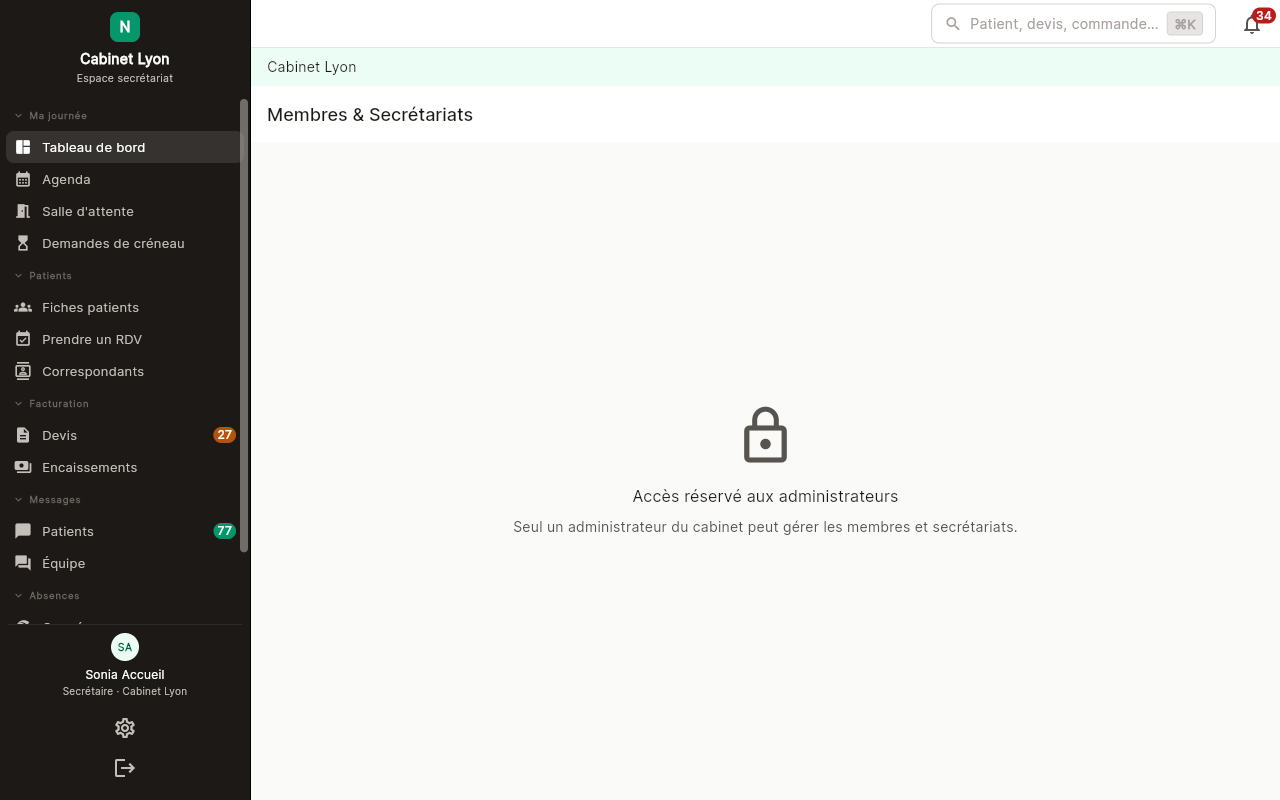 N
Cabinet Lyon
Espace secrétariat
Ma journée
Tableau de bord
Agenda
Salle d'attente
Demandes de créneau
Patients
Fiches patients
Prendre un RDV
Correspondants
Facturation
Devis 27
Encaissements
Messages
Patients 77
Équipe
Absences
SA
Sonia Accueil
Secrétaire · Cabinet Lyon
Patient, devis, commande... ⌘K
34
Cabinet Lyon
Membres & Secrétariats
Accès réservé aux administrateurs
Seul un administrateur du cabinet peut gérer les membres et secrétariats.